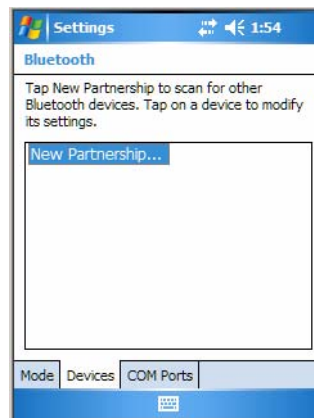 Settings 1:54
Bluetooth
Tap New Partnership to scan for other
Bluetooth devices. Tap on a device to modify
its settings.
New Partnership...
Mode Devices COM Ports